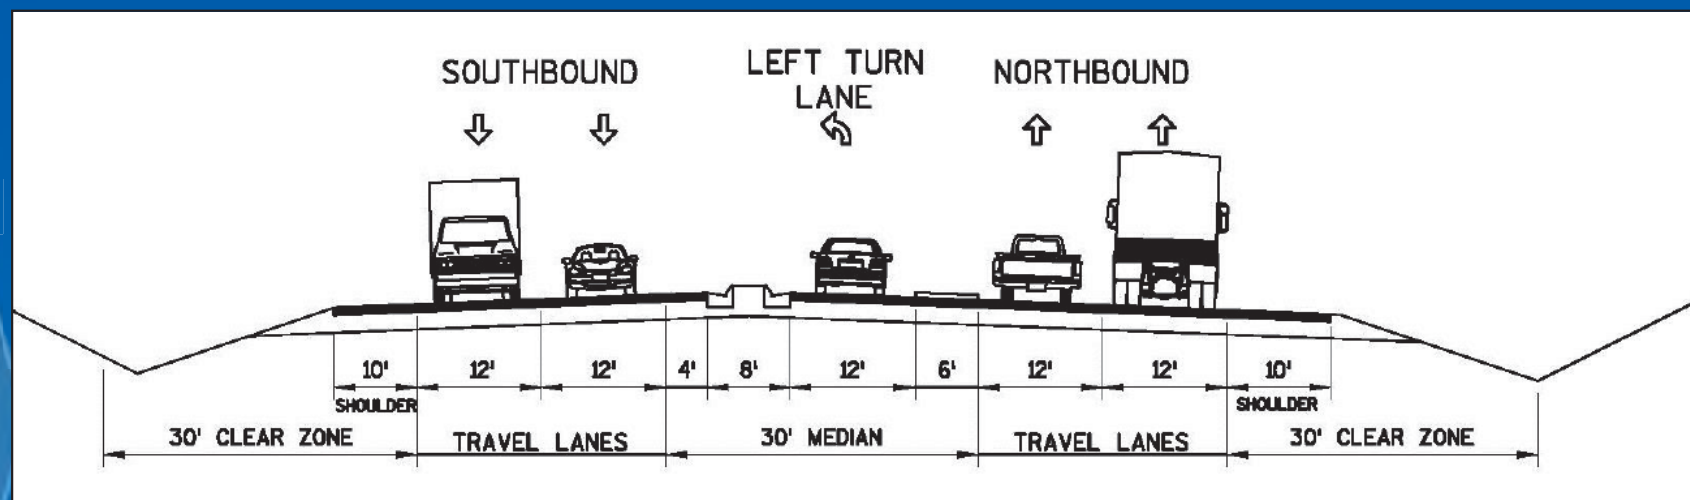 SOUTHBOUND
LEFT TURN
LANE
NORTHBOUND
10' 12' 12' 4' 8' 12' 6' 12' 12' 10'
SHOULDER
SHOULDER
30' CLEAR ZONE TRAVEL LANES 30' MEDIAN TRAVEL LANES 30' CLEAR ZONE